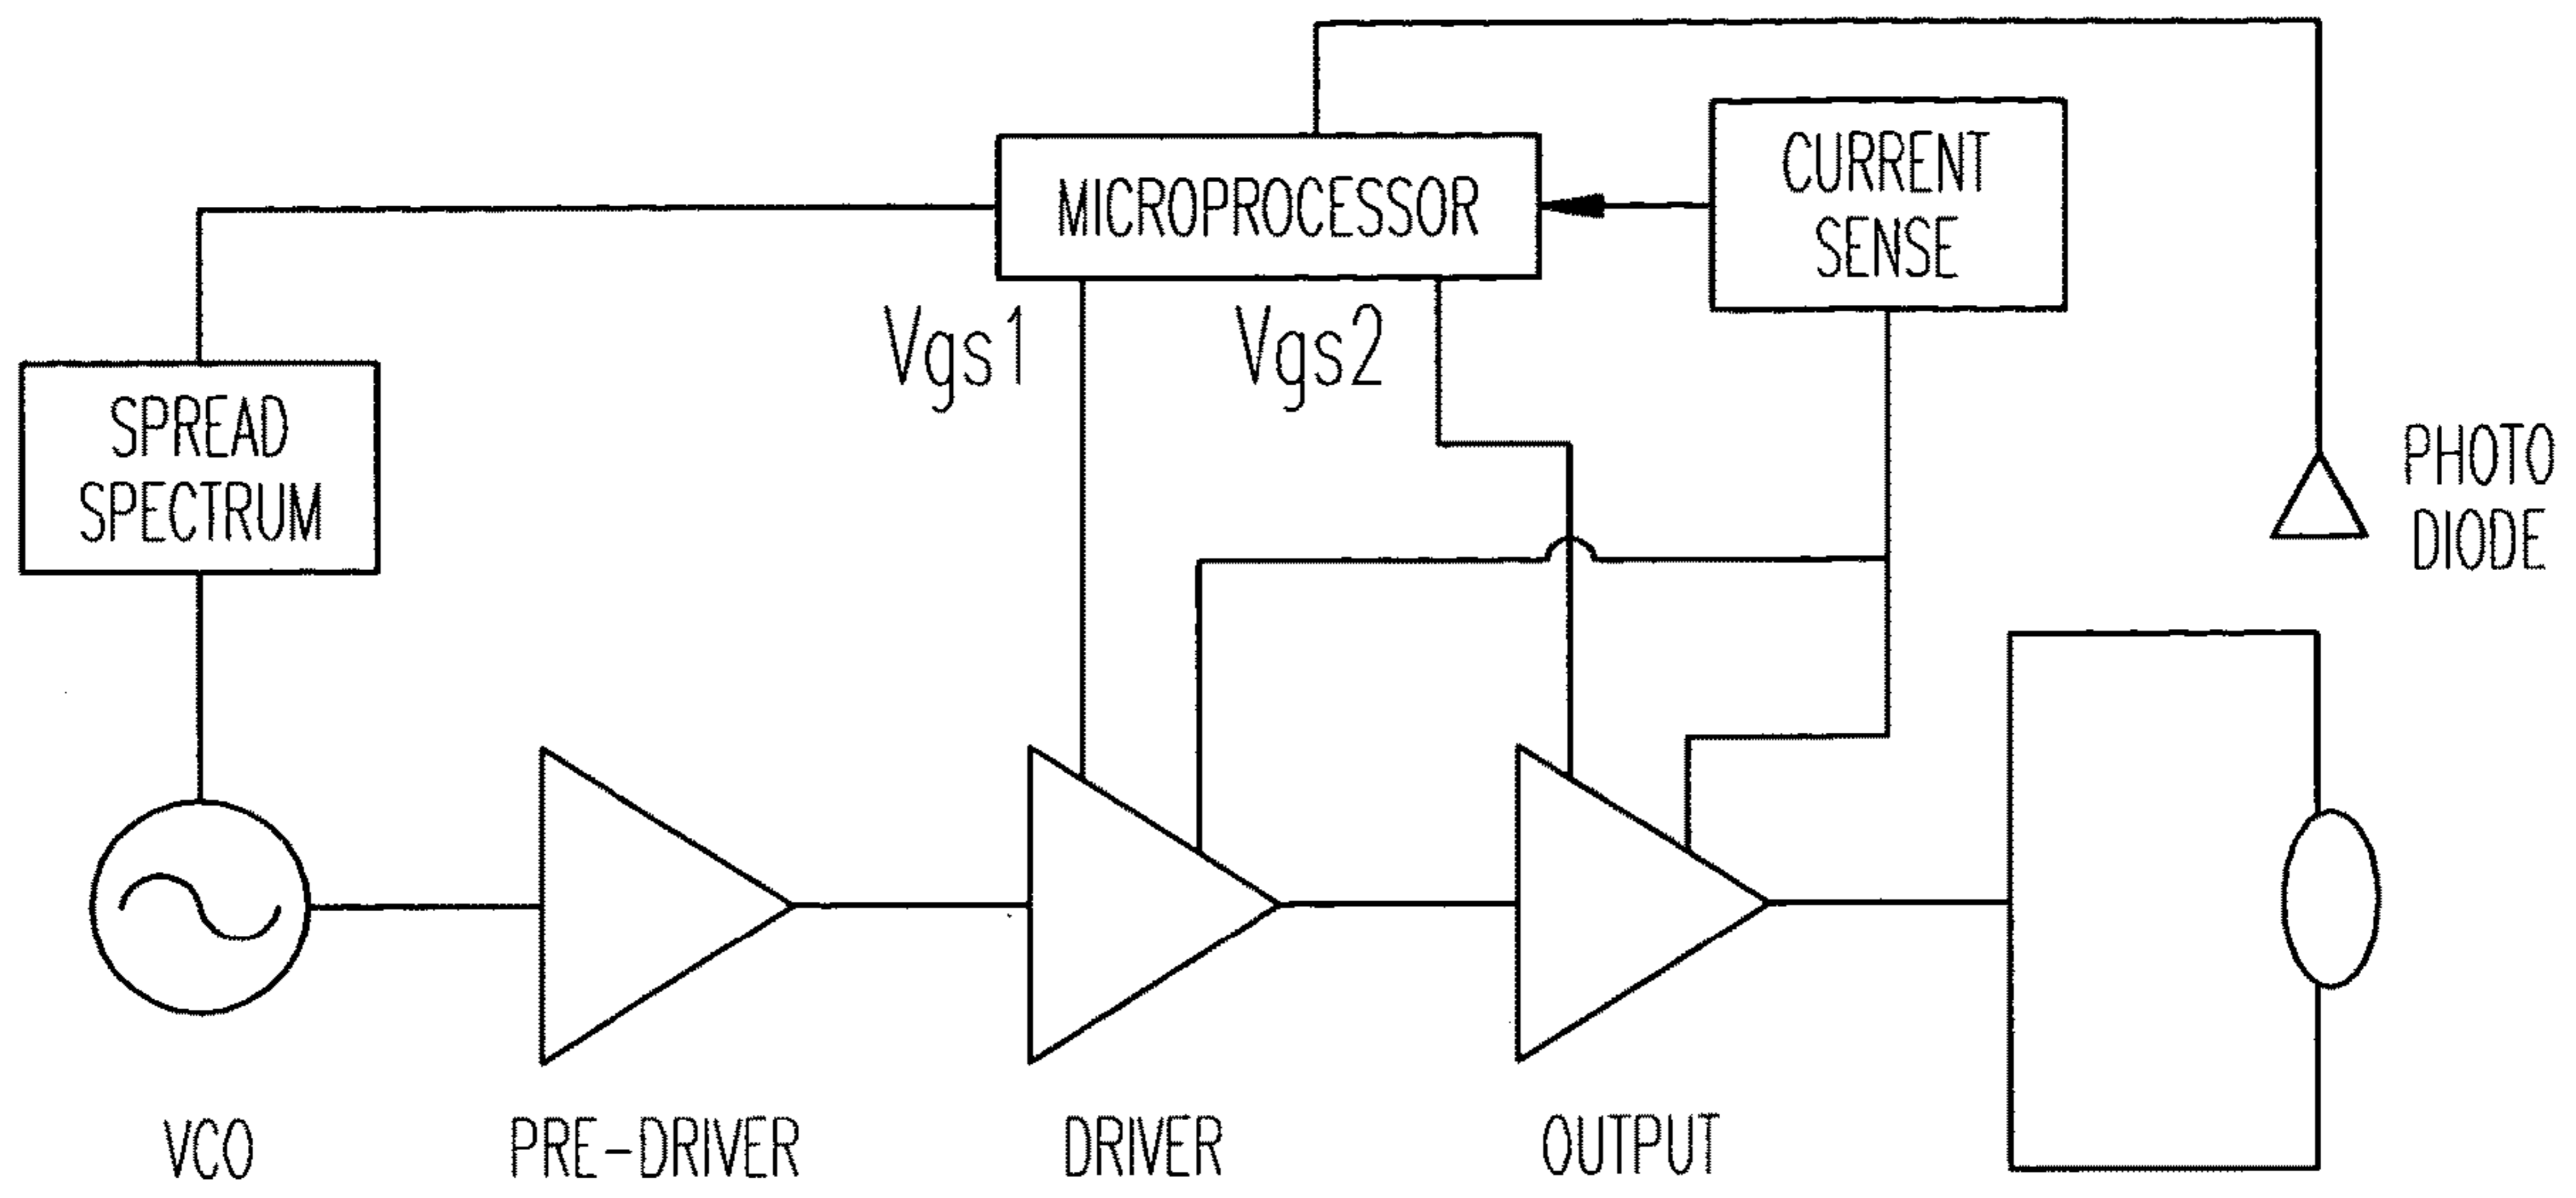 MICROPROCESSOR
CURRENT
SENSE
Vgs1
Vgs2
SPREAD
SPECTRUM
PHOTO
DIODE
VCO
PRE-DRIVER
DRIVER
OUTPUT